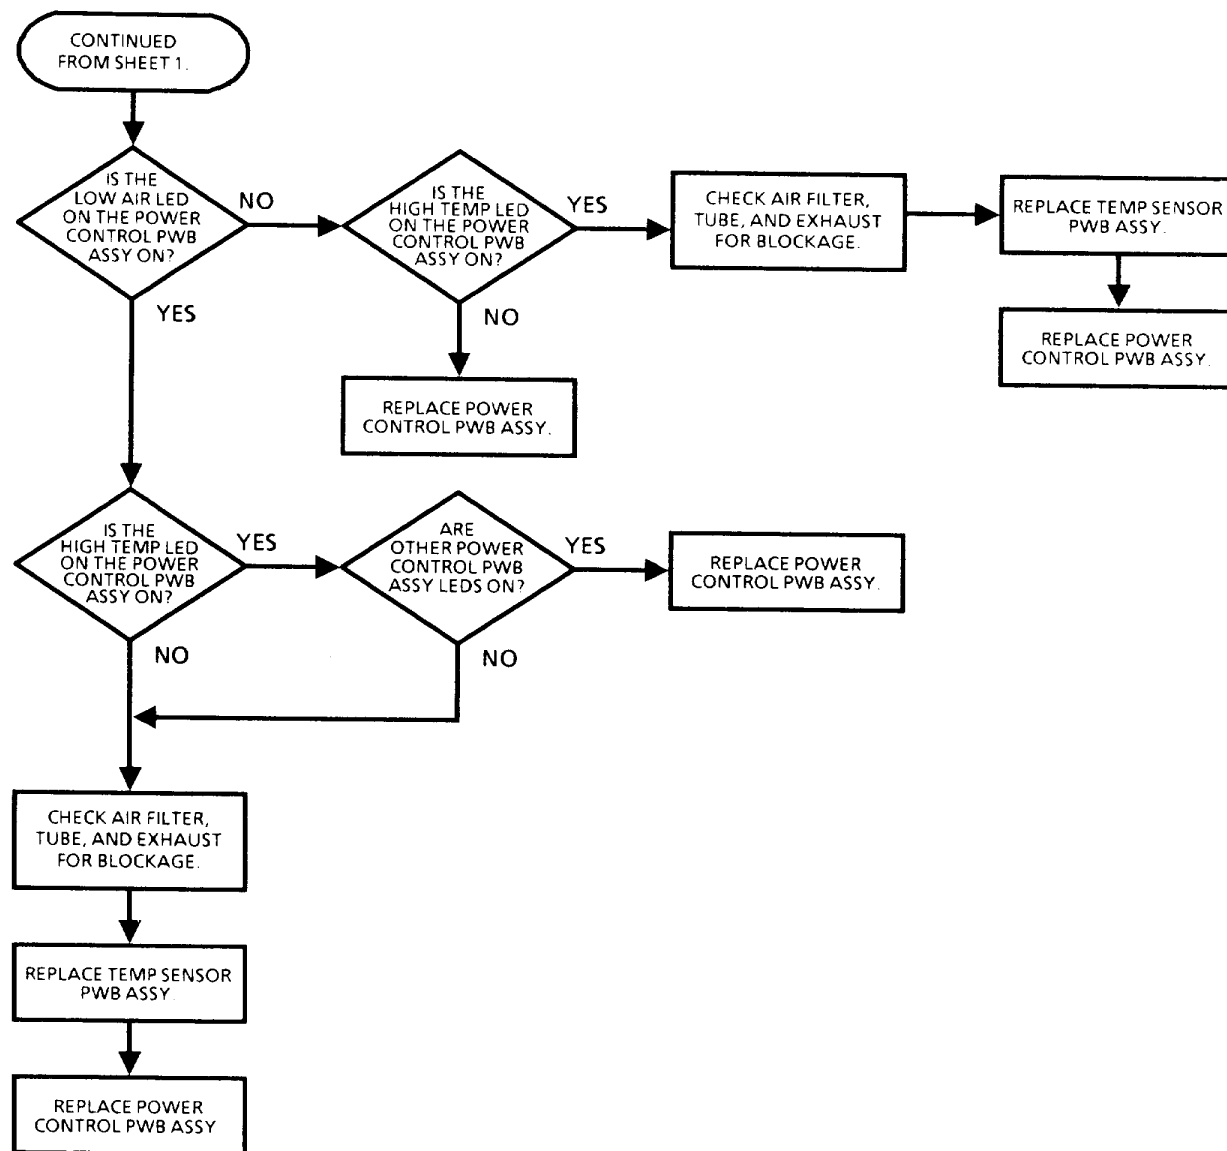 CONTINUED
FROM SHEET 1.
IS THE
LOW AIR LED
ON THE POWER
CONTROL PWB
ASSY ON?
NO
YES
IS THE
HIGH TEMP LED
ON THE POWER
CONTROL PWB
ASSY ON?
YES
NO
CHECK AIR FILTER,
TUBE, AND EXHAUST
FOR BLOCKAGE.
REPLACE TEMP SENSOR
PWB ASSY.
REPLACE POWER
CONTROL PWB ASSY.
REPLACE POWER
CONTROL PWB ASSY.
IS THE
HIGH TEMP LED
ON THE POWER
CONTROL PWB
ASSY ON?
YES
NO
ARE
OTHER POWER
CONTROL PWB
ASSY LEDS ON?
YES
NO
REPLACE POWER
CONTROL PWB ASSY.
CHECK AIR FILTER,
TUBE, AND EXHAUST
FOR BLOCKAGE.
REPLACE TEMP SENSOR
PWB ASSY.
REPLACE POWER
CONTROL PWB ASSY